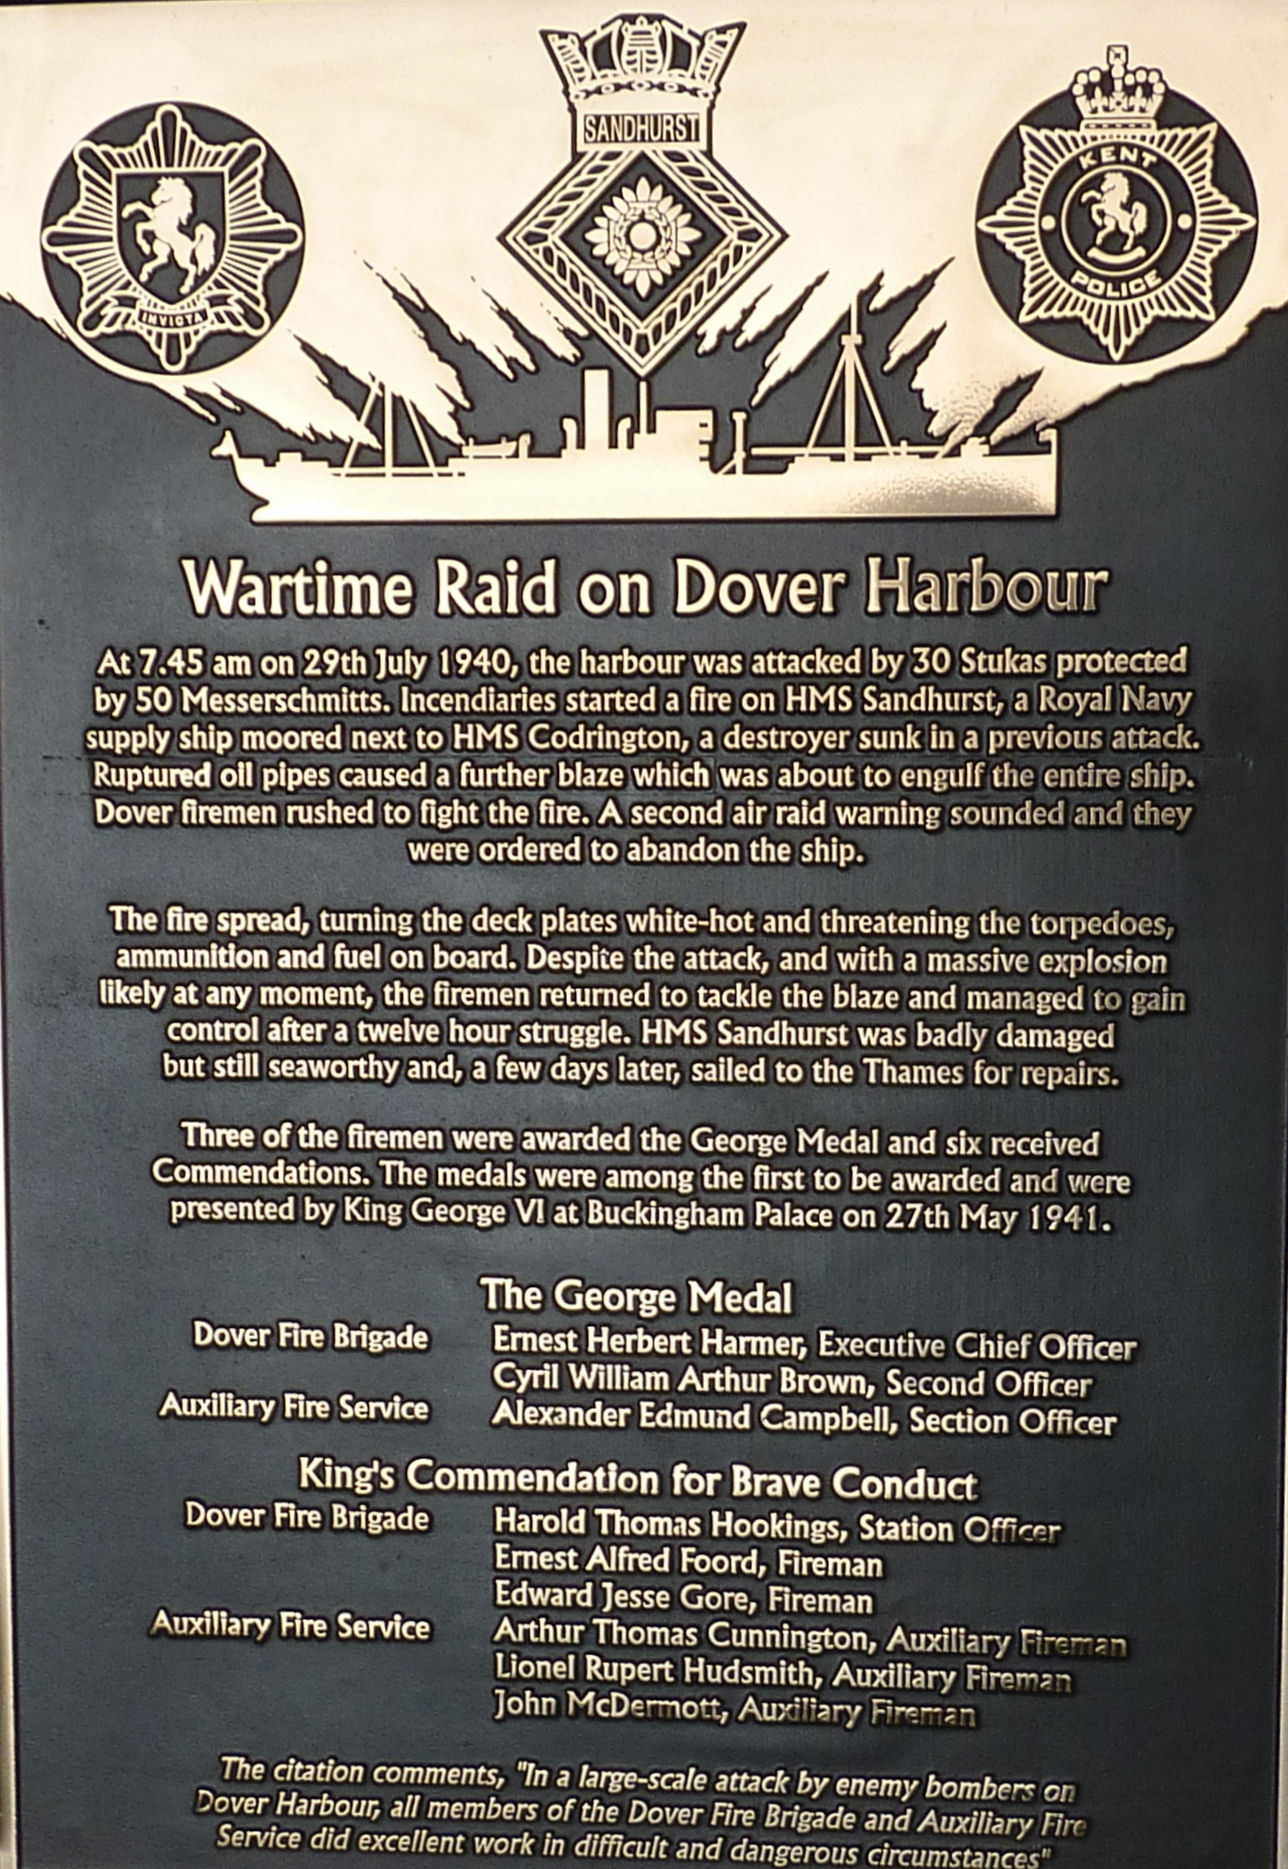 SANDHURST
INVICTA
KENT
POLICE
Wartime Raid on Dover Harbour
At 7.45 am on 29th July 1940, the harbour was attacked by 30 Stukas protected
by 50 Messerschmitts. Incendiaries started a fire on HMS Sandhurst, a Royal Navy
supply ship moored next to HMS Codrington, a destroyer sunk in a previous attack.
Ruptured oil pipes caused a further blaze which was about to engulf the entire ship.
Dover firemen rushed to fight the fire. A second air raid warning sounded and they
were ordered to abandon the ship.
The fire spread, turning the deck plates white-hot and threatening the torpedoes,
ammunition and fuel on board. Despite the attack, and with a massive explosion
likely at any moment, the firemen returned to tackle the blaze and managed to gain
control after a twelve hour struggle. HMS Sandhurst was badly damaged
but still seaworthy and, a few days later, sailed to the Thames for repairs.
Three of the firemen were awarded the George Medal and six received
Commendations. The medals were among the first to be awarded and were
presented by King George VI at Buckingham Palace on 27th May 1941.
The George Medal
Dover Fire Brigade Ernest Herbert Harmer, Executive Chief Officer
Cyril William Arthur Brown, Second Officer
Auxiliary Fire Service Alexander Edmund Campbell, Section Officer
King's Commendation for Brave Conduct
Dover Fire Brigade Harold Thomas Hookings, Station Officer
Ernest Alfred Foord, Fireman
Edward Jesse Gore, Fireman
Auxiliary Fire Service Arthur Thomas Cunnington, Auxiliary Fireman
Lionel Rupert Hudsmith, Auxiliary Fireman
John McDermott, Auxiliary Fireman
The citation comments, "In a large-scale attack by enemy bombers on
Dover Harbour, all members of the Dover Fire Brigade and Auxiliary Fire
Service did excellent work in difficult and dangerous circumstances"